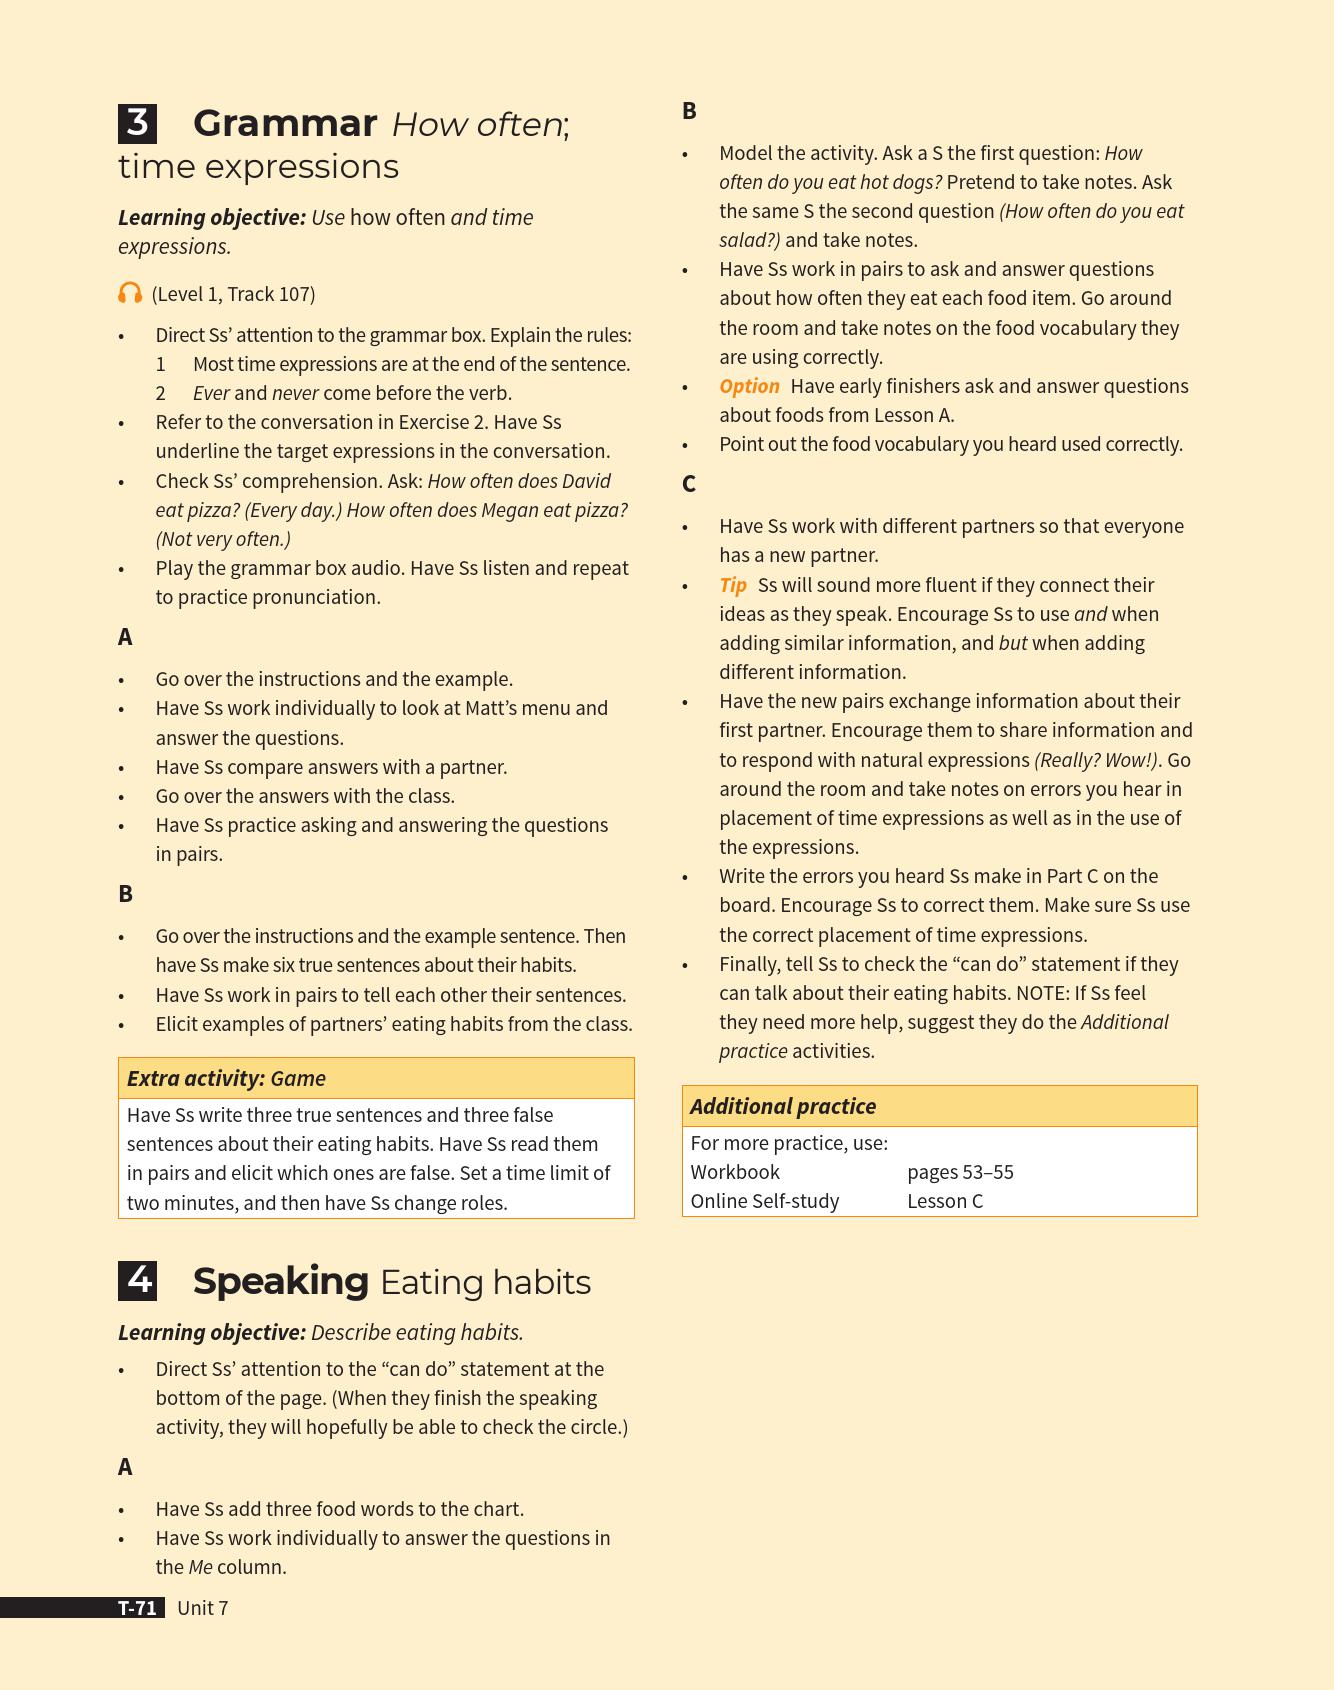 3 Grammar How often;
time expressions
Learning objective: Use how often and time
expressions.
(Level 1, Track 107)
• Direct Ss’ attention to the grammar box. Explain the rules:
1 Most time expressions are at the end of the sentence.
2 Ever and never come before the verb.
• Refer to the conversation in Exercise 2. Have Ss
underline the target expressions in the conversation.
• Check Ss’ comprehension. Ask: How often does David
eat pizza? (Every day.) How often does Megan eat pizza?
(Not very often.)
• Play the grammar box audio. Have Ss listen and repeat
to practice pronunciation.
A
• Go over the instructions and the example.
• Have Ss work individually to look at Matt’s menu and
answer the questions.
• Have Ss compare answers with a partner.
• Go over the answers with the class.
• Have Ss practice asking and answering the questions
in pairs.
B
• Go over the instructions and the example sentence. Then
have Ss make six true sentences about their habits.
• Have Ss work in pairs to tell each other their sentences.
• Elicit examples of partners’ eating habits from the class.
Extra activity: Game
Have Ss write three true sentences and three false
sentences about their eating habits. Have Ss read them
in pairs and elicit which ones are false. Set a time limit of
two minutes, and then have Ss change roles.
4 Speaking Eating habits
Learning objective: Describe eating habits.
• Direct Ss’ attention to the “can do” statement at the
bottom of the page. (When they finish the speaking
activity, they will hopefully be able to check the circle.)
A
• Have Ss add three food words to the chart.
• Have Ss work individually to answer the questions in
the Me column.
B
• Model the activity. Ask a S the first question: How
often do you eat hot dogs? Pretend to take notes. Ask
the same S the second question (How often do you eat
salad?) and take notes.
• Have Ss work in pairs to ask and answer questions
about how often they eat each food item. Go around
the room and take notes on the food vocabulary they
are using correctly.
• Option Have early finishers ask and answer questions
about foods from Lesson A.
• Point out the food vocabulary you heard used correctly.
C
• Have Ss work with different partners so that everyone
has a new partner.
• Tip Ss will sound more fluent if they connect their
ideas as they speak. Encourage Ss to use and when
adding similar information, and but when adding
different information.
• Have the new pairs exchange information about their
first partner. Encourage them to share information and
to respond with natural expressions (Really? Wow!). Go
around the room and take notes on errors you hear in
placement of time expressions as well as in the use of
the expressions.
• Write the errors you heard Ss make in Part C on the
board. Encourage Ss to correct them. Make sure Ss use
the correct placement of time expressions.
• Finally, tell Ss to check the “can do” statement if they
can talk about their eating habits. NOTE: If Ss feel
they need more help, suggest they do the Additional
practice activities.
Additional practice
For more practice, use:
Workbook pages 53–55
Online Self-study Lesson C
T-71 Unit 7